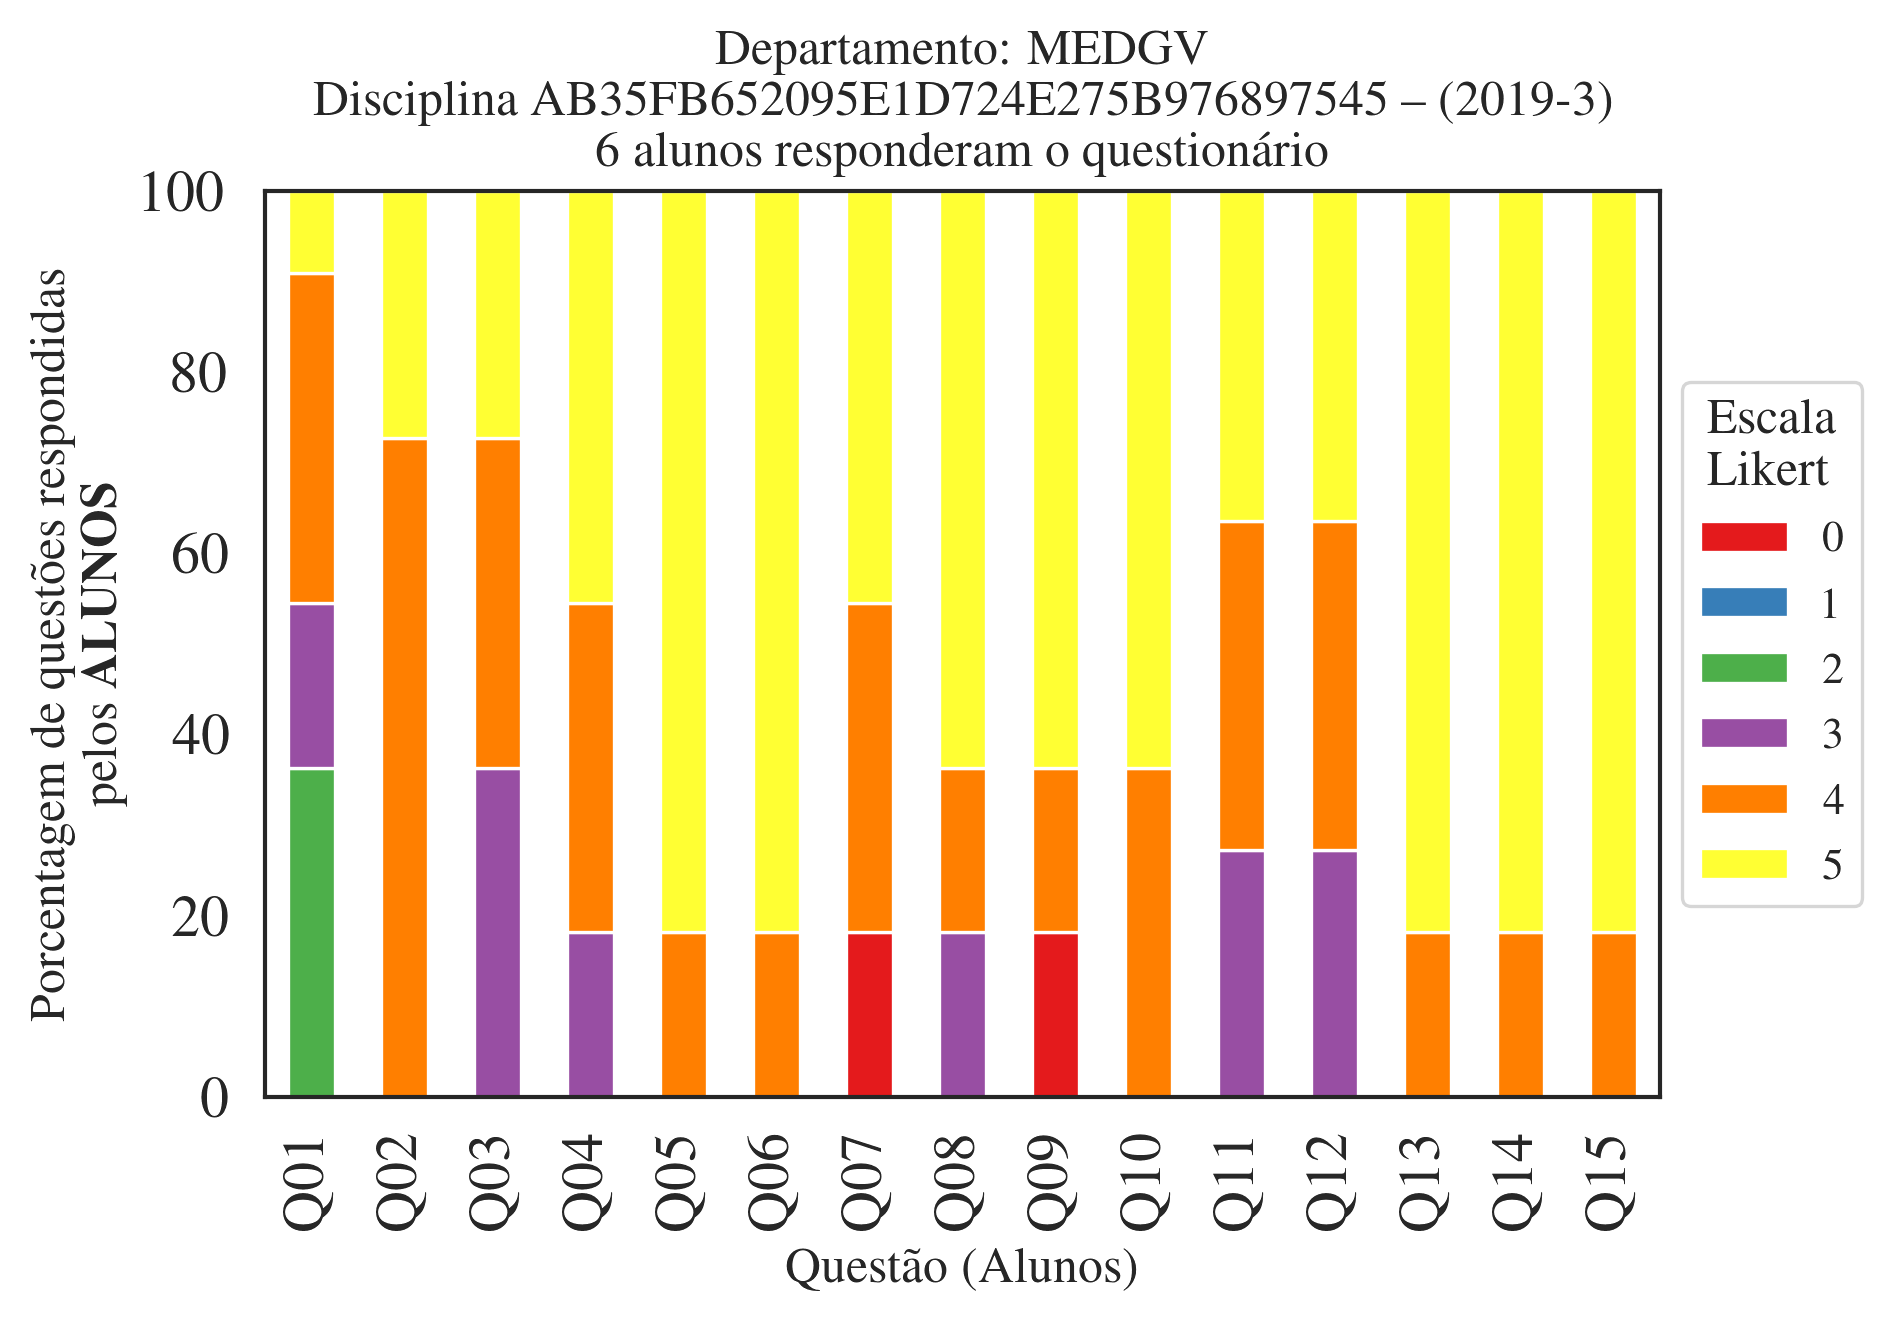 Departamento: MEDGV
Disciplina AB35FB652095E1D724E275B976897545 – (2019-3)
6 alunos responderam o questionário
Porcentagem de questões respondidas
pelos ALUNOS
100
80
60
40
20
0
Q01 Q02 Q03 Q04 Q05 Q06 Q07 Q08 Q09 Q10 Q11 Q12 Q13 Q14 Q15
Questão (Alunos)
Escala
Likert
0
1
2
3
4
5